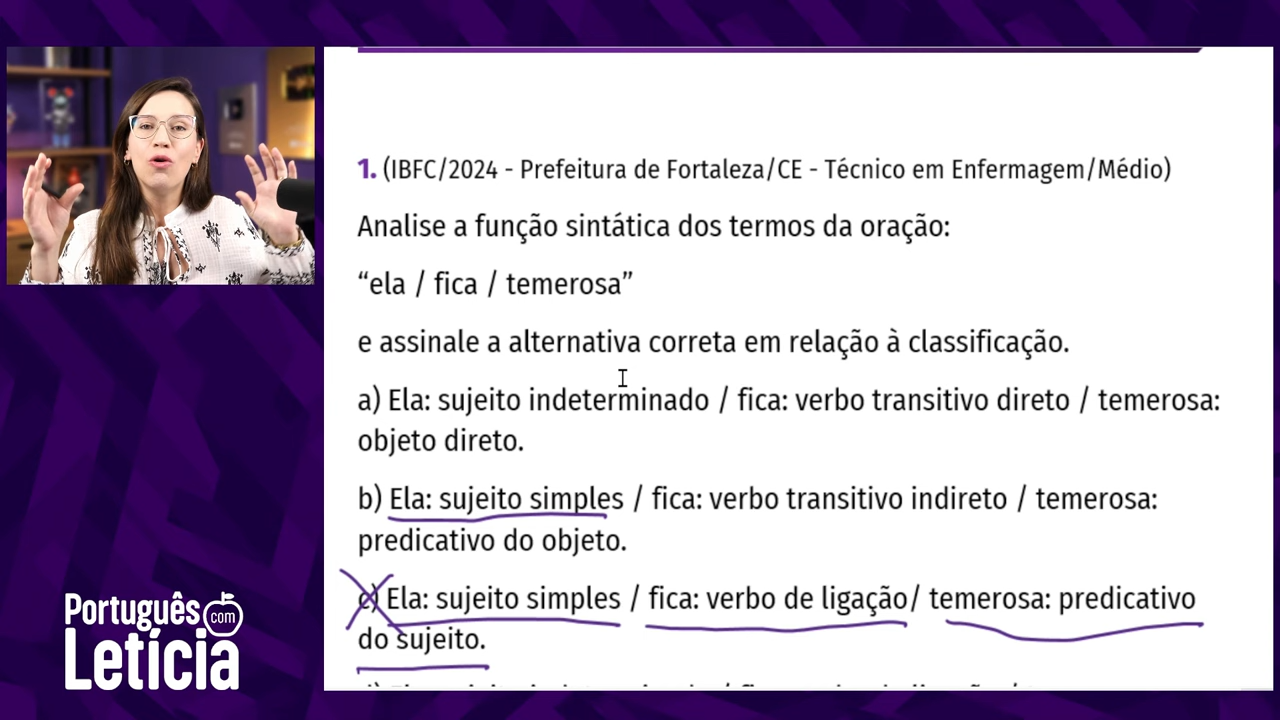 1. (IBFC/2024 - Prefeitura de Fortaleza/CE - Técnico em Enfermagem/Médio)
Analise a função sintática dos termos da oração:
“ela / fica / temerosa”
e assinale a alternativa correta em relação à classificação.
a) Ela: sujeito indeterminado / fica: verbo transitivo direto / temerosa:
objeto direto.
b) Ela: sujeito simples / fica: verbo transitivo indireto / temerosa:
predicativo do objeto.
c) Ela: sujeito simples / fica: verbo de ligação/ temerosa: predicativo
do sujeito.
Português com
Letícia